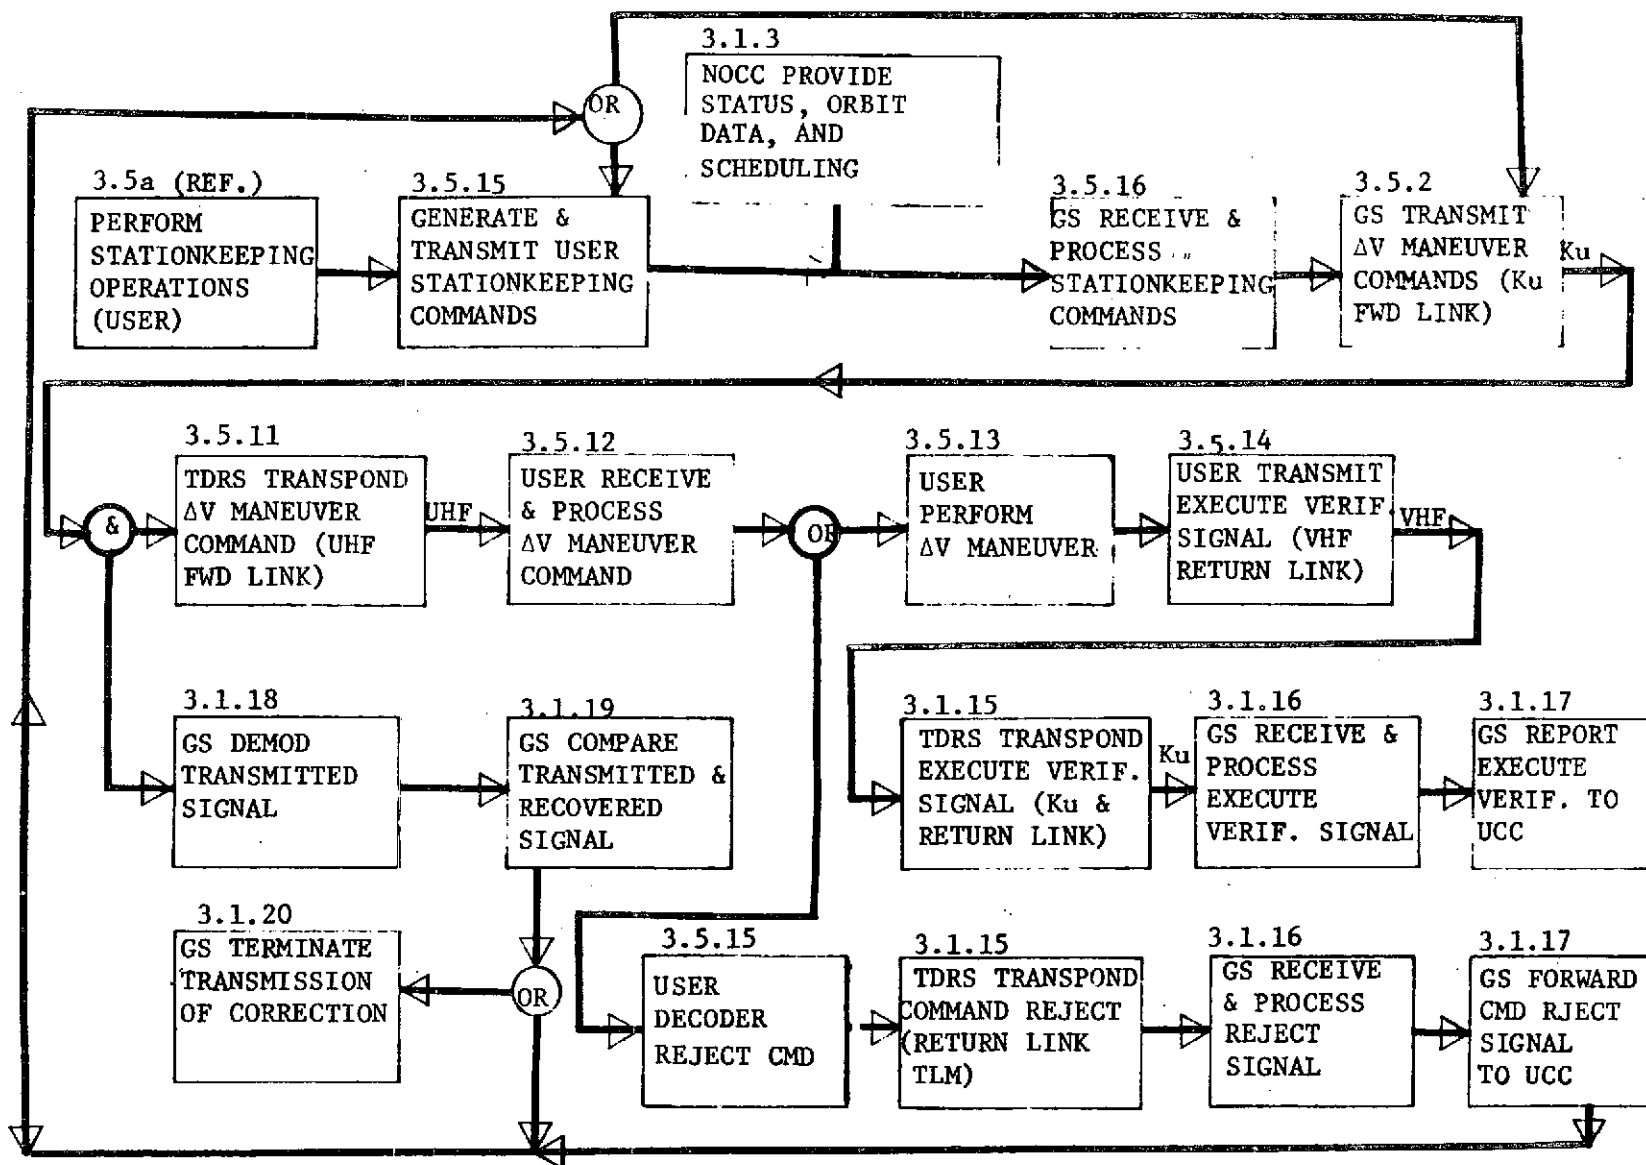 3.1.3
NOCC PROVIDE
STATUS, ORBIT
DATA, AND
SCHEDULING
OR
3.5a (REF.)
PERFORM
STATIONKEEPING
OPERATIONS
(USER)
3.5.15
GENERATE &
TRANSMIT USER
STATIONKEEPING
COMMANDS
3.5.16
GS RECEIVE &
PROCESS
STATIONKEEPING
COMMANDS
3.5.2
GS TRANSMIT
ΔV MANEUVER
COMMANDS (Ku
FWD LINK)
Ku
&
3.5.11
TDRS TRANSPOND
ΔV MANEUVER
COMMAND (UHF
FWD LINK)
UHF
3.5.12
USER RECEIVE
& PROCESS
ΔV MANEUVER
COMMAND
OR
3.5.13
USER
PERFORM
ΔV MANEUVER
3.5.14
USER TRANSMIT
EXECUTE VERIF.
SIGNAL (VHF
RETURN LINK)
VHF
3.1.18
GS DEMOD
TRANSMITTED
SIGNAL
3.1.19
GS COMPARE
TRANSMITTED &
RECOVERED
SIGNAL
3.1.15
TDRS TRANSPOND
EXECUTE VERIF.
SIGNAL (Ku &
RETURN LINK)
Ku
3.1.16
GS RECEIVE &
PROCESS
EXECUTE
VERIF. SIGNAL
3.1.17
GS REPORT
EXECUTE
VERIF. TO
UCC
3.1.20
GS TERMINATE
TRANSMISSION
OF CORRECTION
OR
3.5.15
USER
DECODER
REJECT CMD
3.1.15
TDRS TRANSPOND
COMMAND REJECT
(RETURN LINK
TLM)
3.1.16
GS RECEIVE
& PROCESS
REJECT
SIGNAL
3.1.17
GS FORWARD
CMD RJECT
SIGNAL
TO UCC